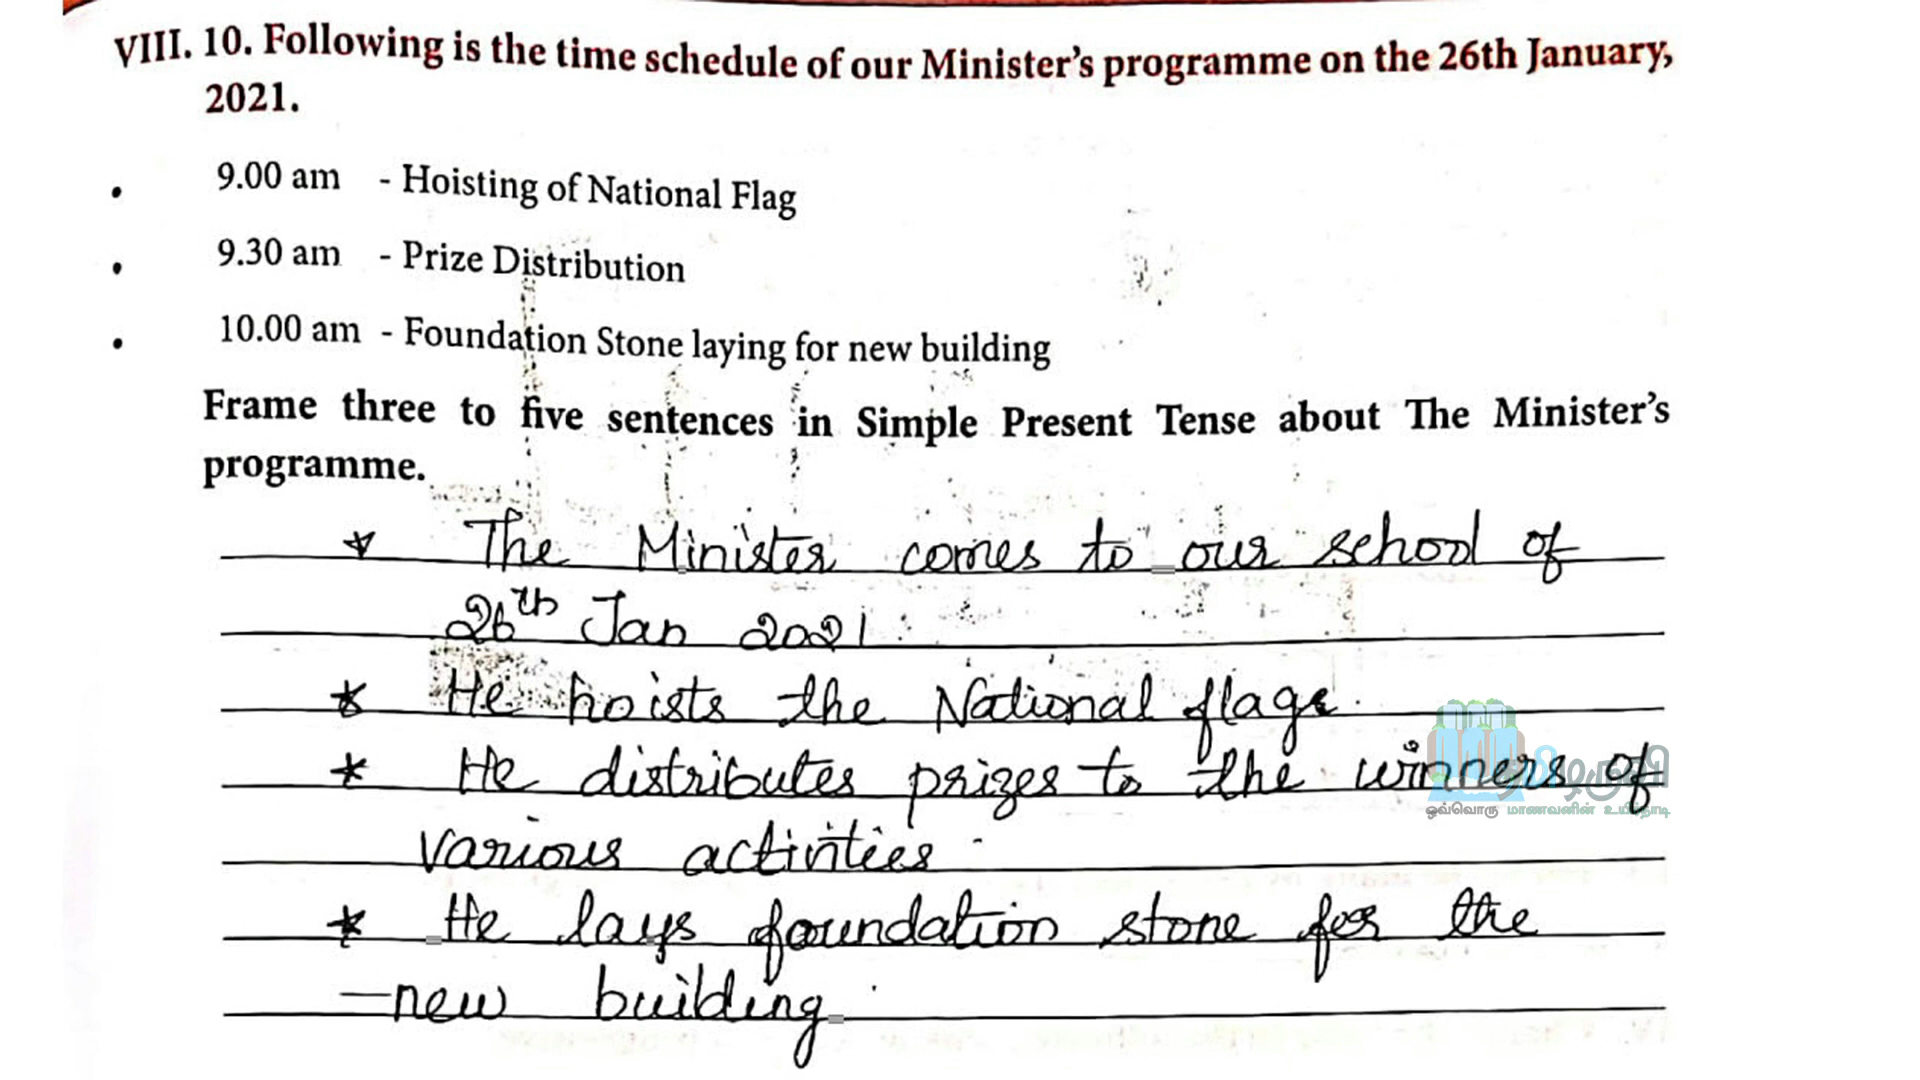 VIII. 10. Following is the time schedule of our Minister's programme on the 26th January,
2021.
• 9.00 am - Hoisting of National Flag
• 9.30 am - Prize Distribution
• 10.00 am - Foundation Stone laying for new building
Frame three to five sentences in Simple Present Tense about The Minister's
programme.
* The Minister comes to our school of
26th Jan 2021.
* He hoists the National flags.
* He distributes prizes to the winners of
various activities.
* He lays foundation stone for the
new building.
ஒவ்வொரு மாணவனின் உயிர்நாடி